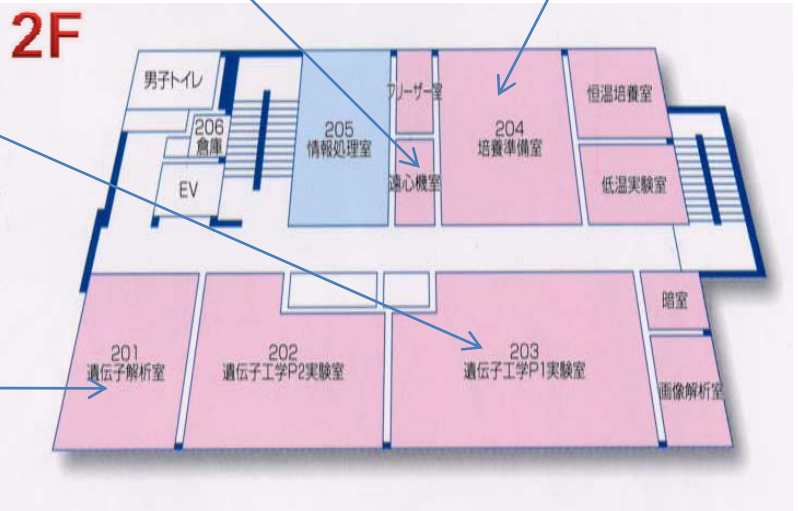 2F
男子トイレ
206
倉庫
EV
205
情報処理室
フリーザー室
遠心機室
204
培養準備室
恒温培養室
低温実験室
201
遺伝子解析室
202
遺伝子工学P2実験室
203
遺伝子工学P1実験室
暗室
画像解析室